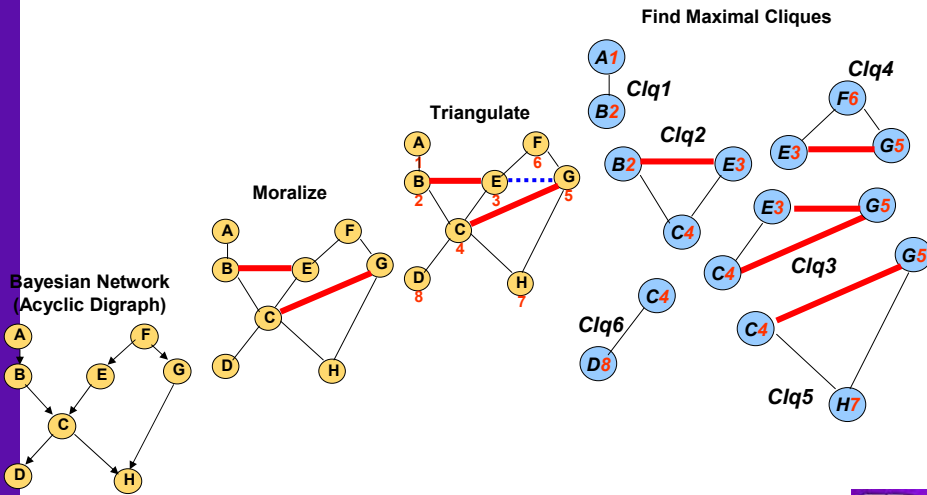 Bayesian Network
(Acyclic Digraph)
A
F
B
E
G
C
D
H
Moralize
A
F
B
E
G
C
D
H
Triangulate
A
1
F
6
B
2
E
3
G
5
C
4
D
8
H
7
Find Maximal Cliques
A1
Clq1
B2
Clq2
B2
E3
C4
Clq4
F6
E3
G5
E3
G5
C4
Clq3
G5
C4
Clq5
H7
C4
Clq6
D8